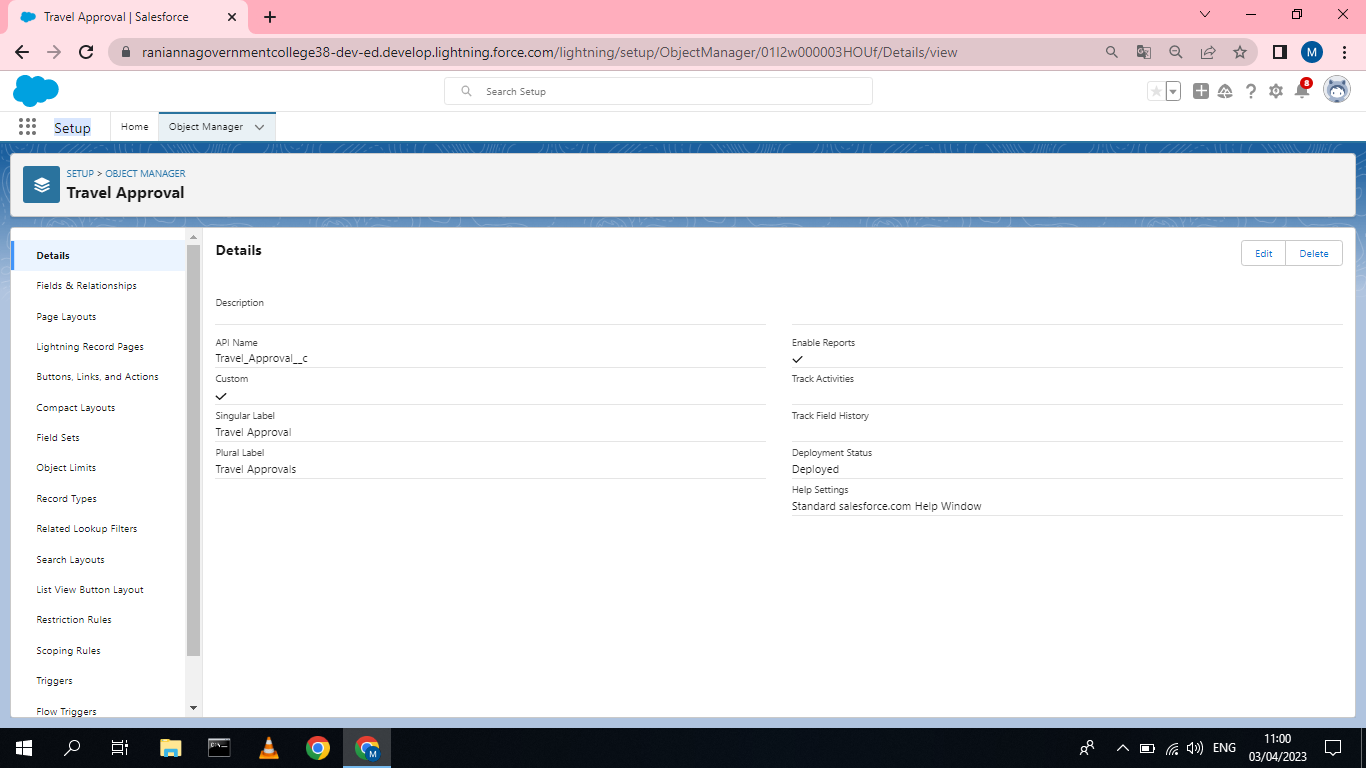 Travel Approval | Salesforce
raniannagovernmentcollege38-dev-ed.develop.lightning.force.com/lightning/setup/ObjectManager/01I2w000003HOUf/Details/view
M
Search Setup
8
Setup
Home
Object Manager
SETUP > OBJECT MANAGER
Travel Approval
Details
Fields & Relationships
Page Layouts
Lightning Record Pages
Buttons, Links, and Actions
Compact Layouts
Field Sets
Object Limits
Record Types
Related Lookup Filters
Search Layouts
List View Button Layout
Restriction Rules
Scoping Rules
Triggers
Flow Triggers
Details
Edit
Delete
Description
API Name
Travel_Approval__c
Custom
Singular Label
Travel Approval
Plural Label
Travel Approvals
Enable Reports
Track Activities
Track Field History
Deployment Status
Deployed
Help Settings
Standard salesforce.com Help Window
M
ENG
11:00
03/04/2023